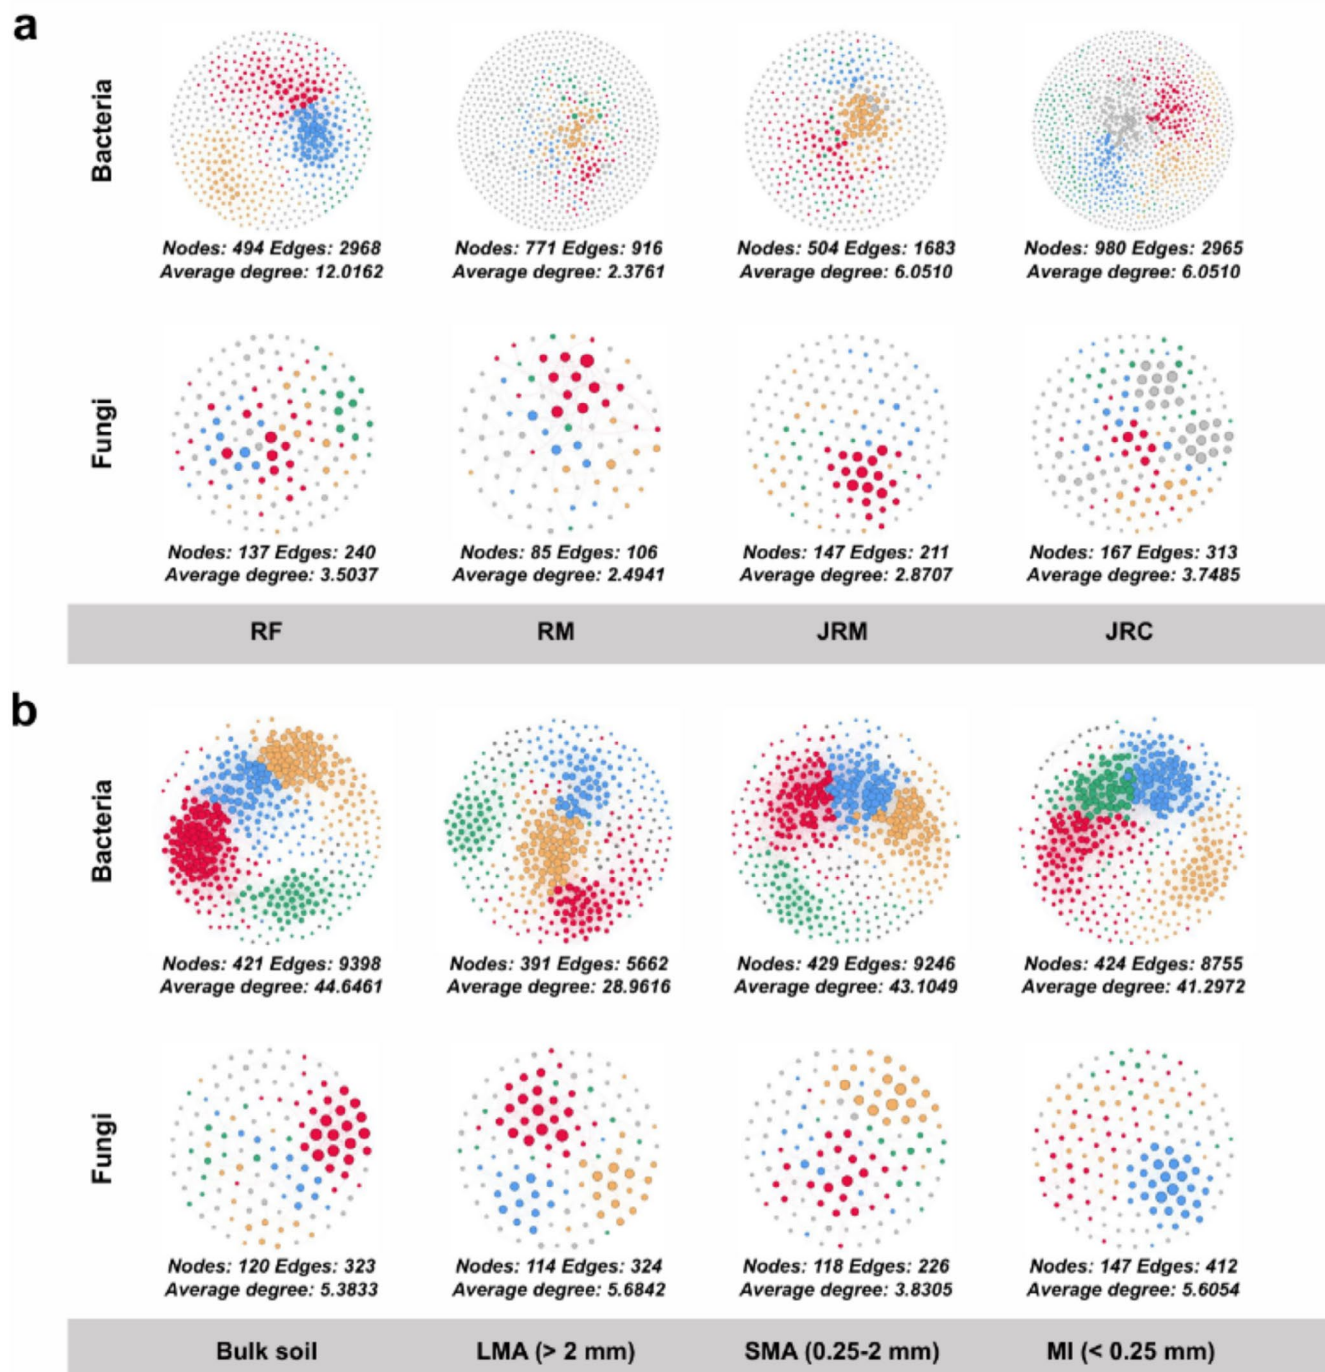 a
Bacteria
Nodes: 494 Edges: 2968
Average degree: 12.0162
Nodes: 771 Edges: 916
Average degree: 2.3761
Nodes: 504 Edges: 1683
Average degree: 6.0510
Nodes: 980 Edges: 2965
Average degree: 6.0510
Fungi
Nodes: 137 Edges: 240
Average degree: 3.5037
Nodes: 85 Edges: 106
Average degree: 2.4941
Nodes: 147 Edges: 211
Average degree: 2.8707
Nodes: 167 Edges: 313
Average degree: 3.7485
RF
RM
JRM
JRC
b
Bacteria
Nodes: 421 Edges: 9398
Average degree: 44.6461
Nodes: 391 Edges: 5662
Average degree: 28.9616
Nodes: 429 Edges: 9246
Average degree: 43.1049
Nodes: 424 Edges: 8755
Average degree: 41.2972
Fungi
Nodes: 120 Edges: 323
Average degree: 5.3833
Nodes: 114 Edges: 324
Average degree: 5.6842
Nodes: 118 Edges: 226
Average degree: 3.8305
Nodes: 147 Edges: 412
Average degree: 5.6054
Bulk soil
LMA (> 2 mm)
SMA (0.25-2 mm)
MI (< 0.25 mm)